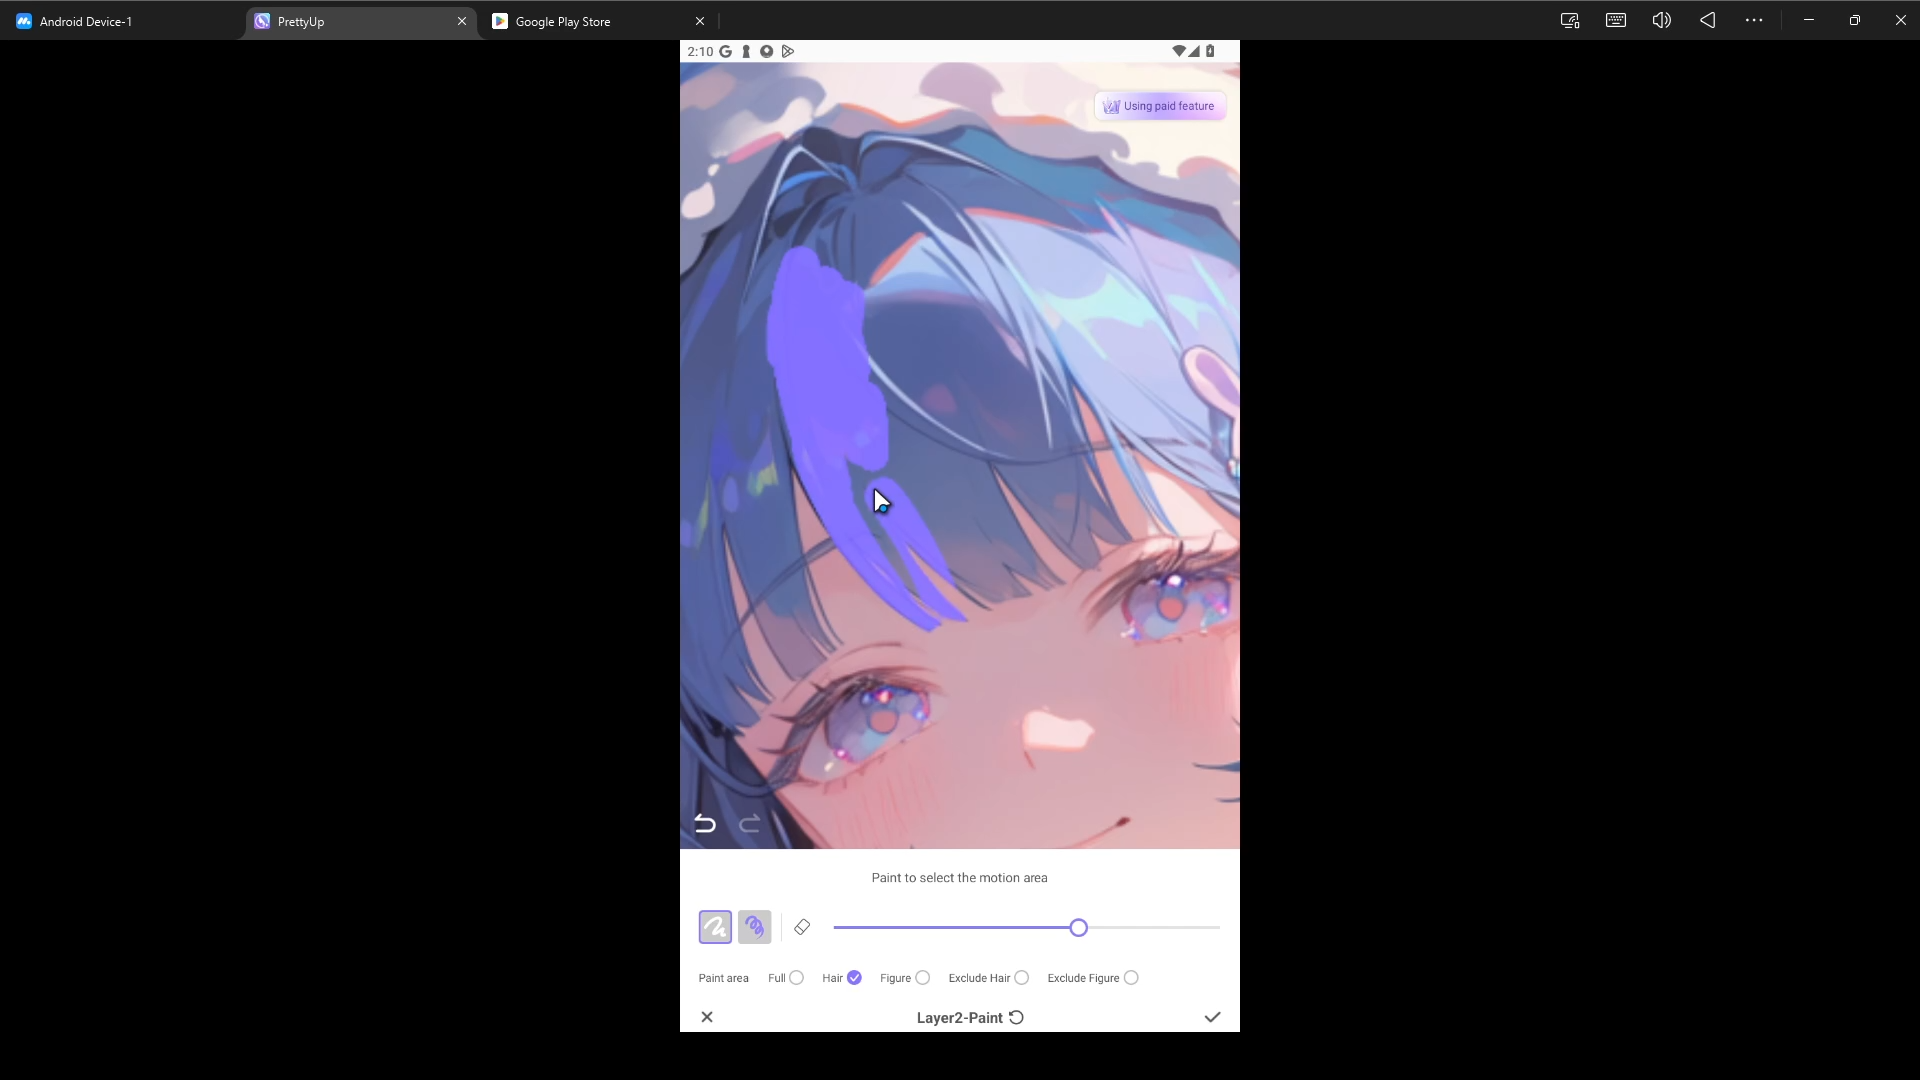 Android Device-1
PrettyUp
Google Play Store
2:10
Using paid feature
Paint to select the motion area
Paint area Full Hair Figure Exclude Hair Exclude Figure
Layer2-Paint